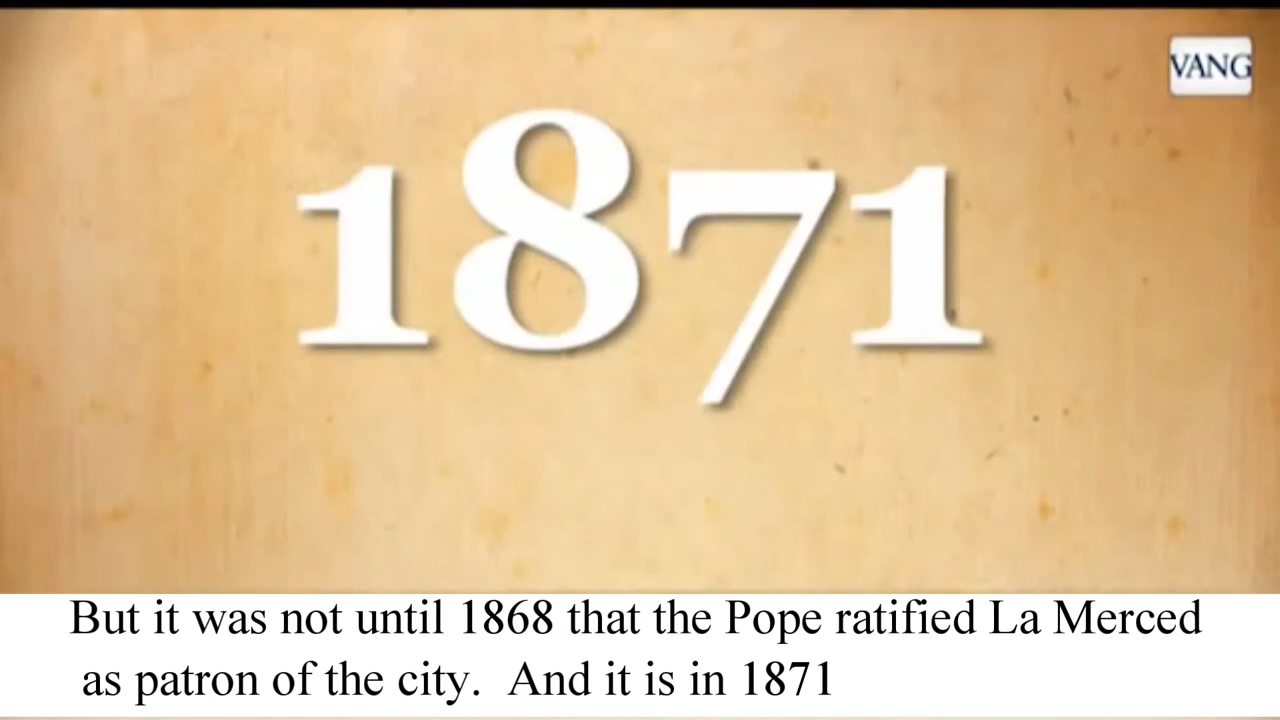 VANG
1871
But it was not until 1868 that the Pope ratified La Merced
as patron of the city. And it is in 1871